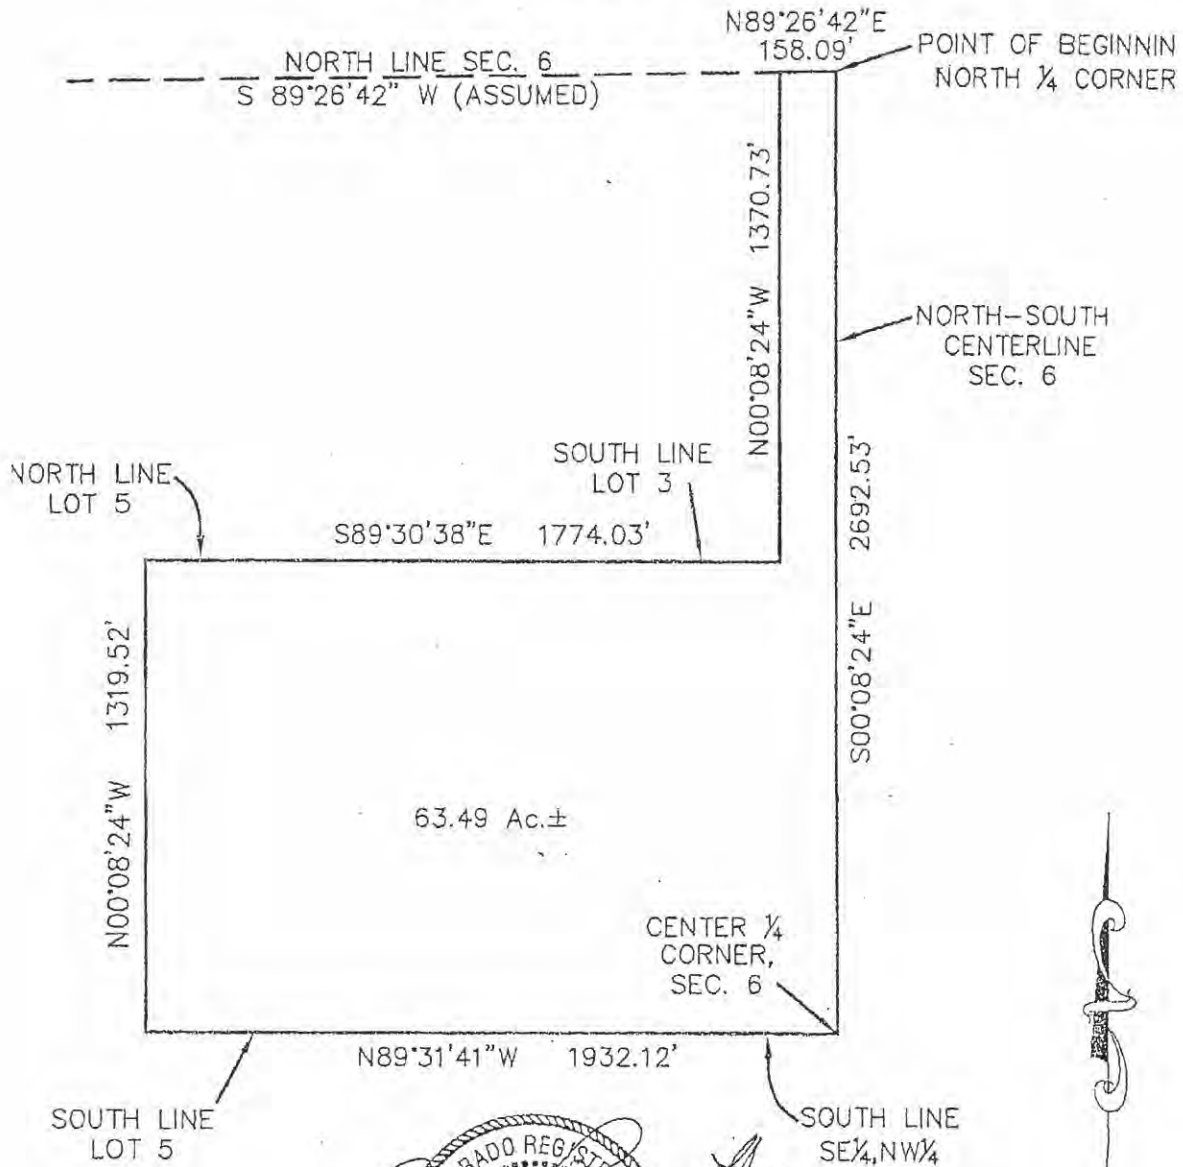 N89°26'42"E
158.09'
POINT OF BEGINNIN
NORTH ¼ CORNER
NORTH LINE SEC. 6
S 89°26'42" W (ASSUMED)
N00°08'24"W 1370.73'
NORTH–SOUTH
CENTERLINE
SEC. 6
SOUTH LINE
LOT 3
NORTH LINE
LOT 5
S89°30'38"E 1774.03'
S00°08'24"E 2692.53'
N00°08'24"W 1319.52'
63.49 Ac.±
CENTER ¼
CORNER,
SEC. 6
N89°31'41"W 1932.12'
SOUTH LINE
LOT 5
SOUTH LINE
SE¼,NW¼